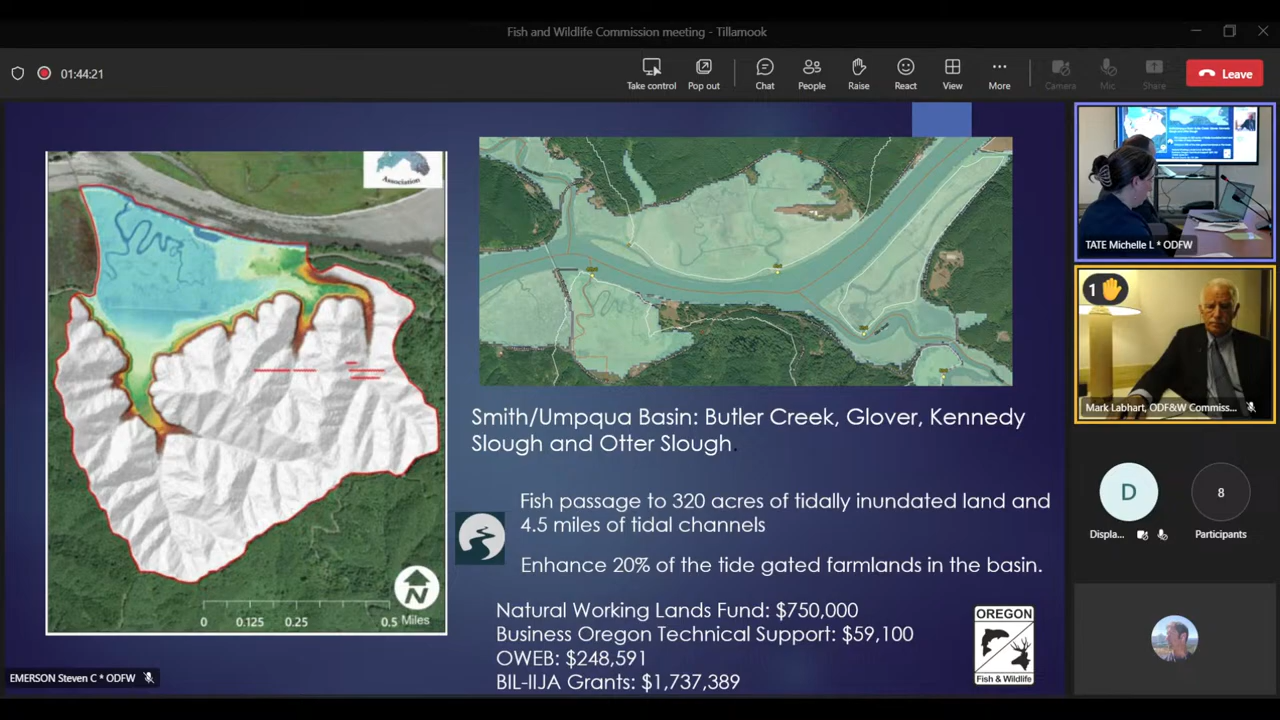 Fish and Wildlife Commission meeting - Tillamook
01:44:21
Take control
Pop out
Chat
People
Raise
React
View
More
Camera
Mic
Share
Leave
Association
N
0 0.125 0.25 0.5
Miles
Smith/Umpqua Basin: Butler Creek, Glover, Kennedy
Slough and Otter Slough.
Fish passage to 320 acres of tidally inundated land and
4.5 miles of tidal channels
Enhance 20% of the tide gated farmlands in the basin.
Natural Working Lands Fund: $750,000
Business Oregon Technical Support: $59,100
OWEB: $248,591
BIL-IIJA Grants: $1,737,389
OREGON
Fish & Wildlife
EMERSON Steven C * ODFW
TATE Michelle L * ODFW
1
Mark Labhart, ODF&W Commiss...
D
Displa...
8
Participants